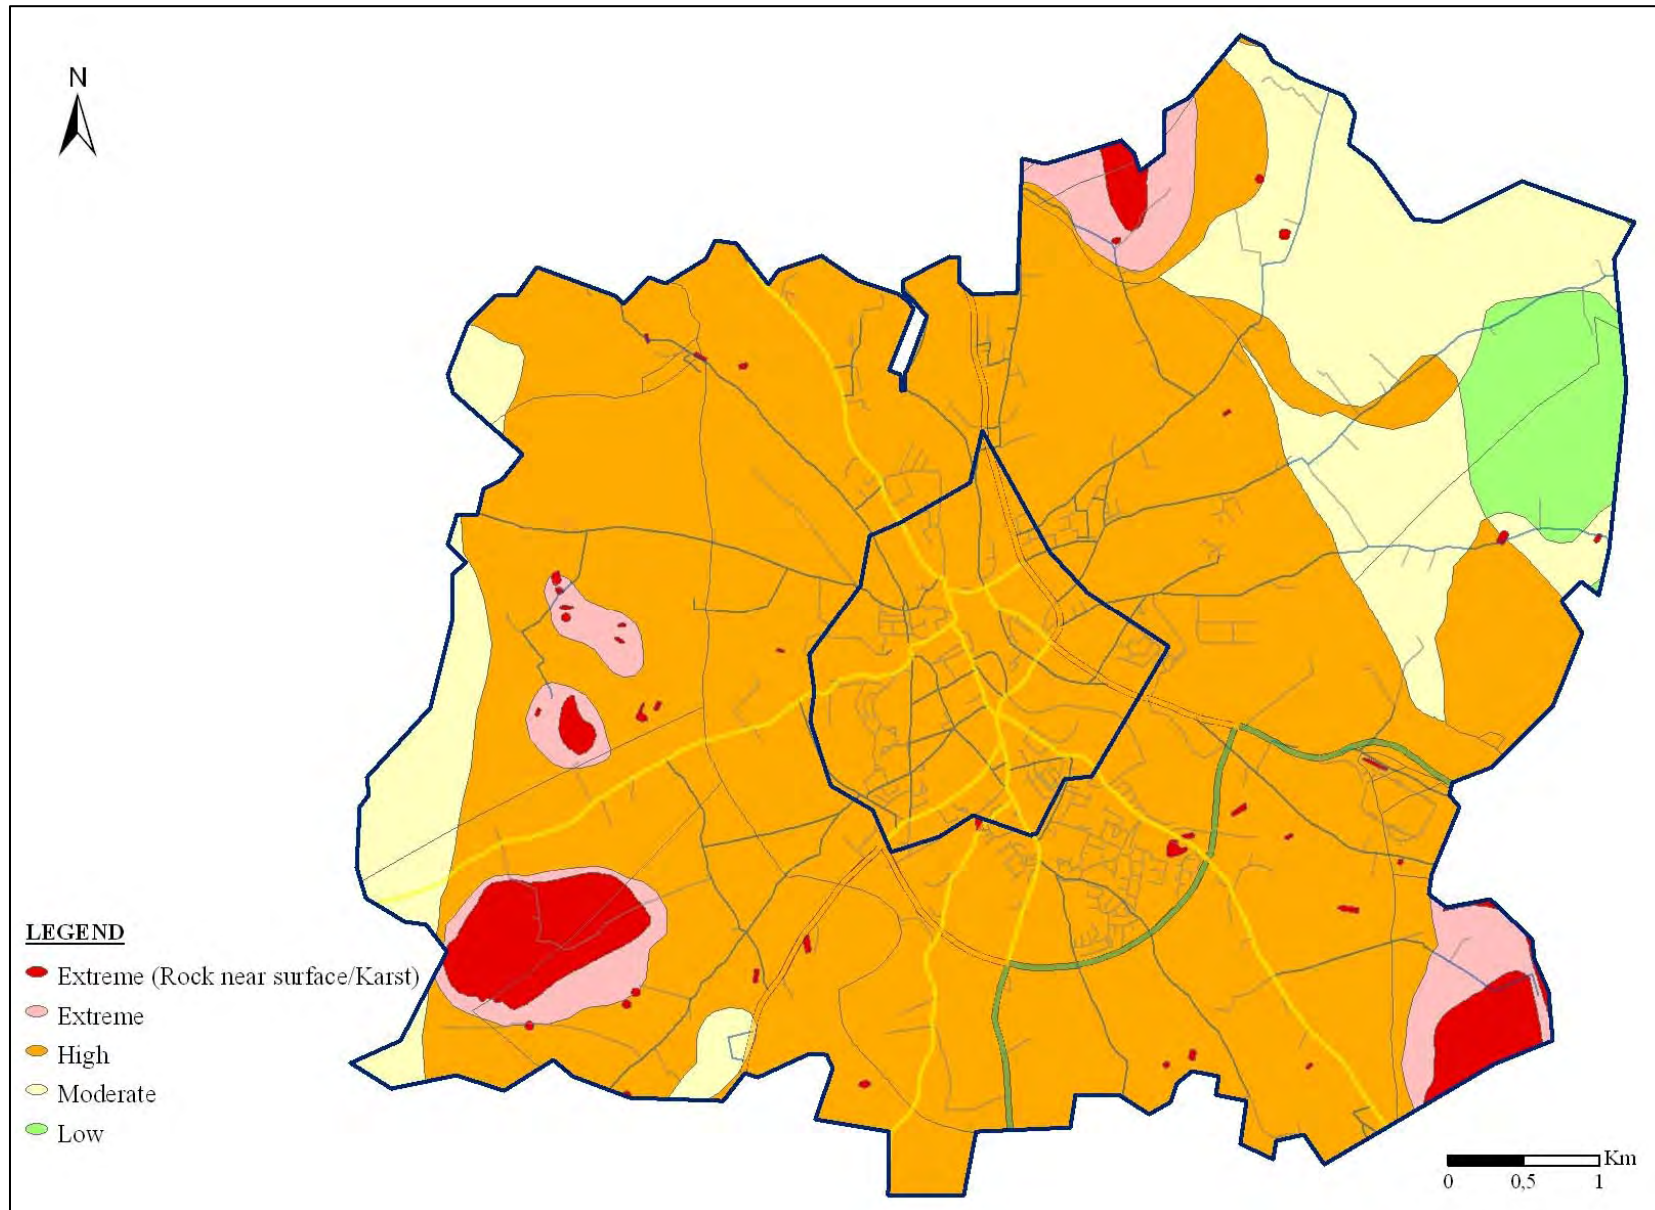 N
LEGEND
Extreme (Rock near surface/Karst)
Extreme
High
Moderate
Low
Km
0 0,5 1